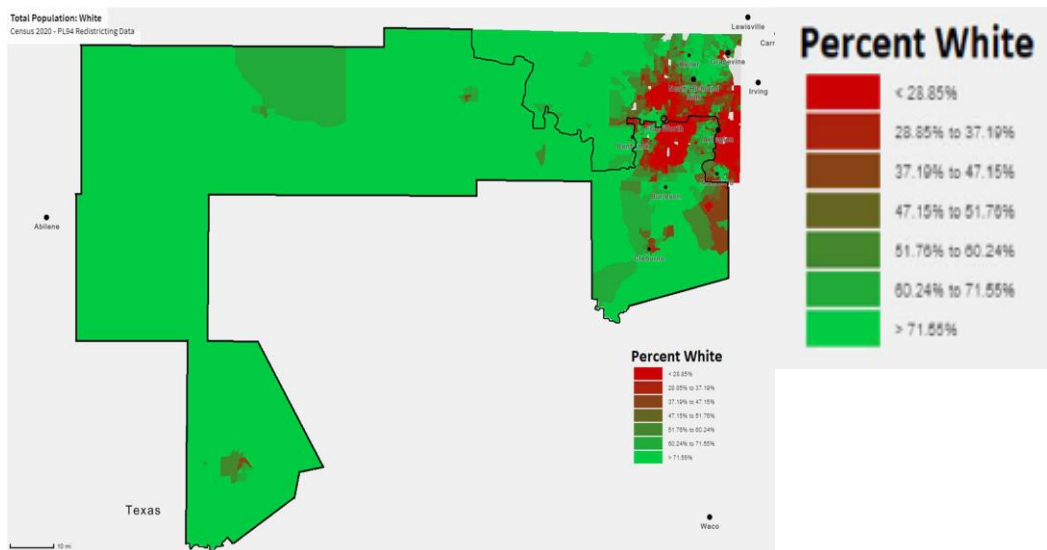 Total Population: White
Census 2020 - PL94 Redistricting Data
Lewisville
Carr
Grapevine
Irving
Abilene
Burleson
Cleburne
Texas
Waco
10 mi
Percent White
< 28.85%
28.85% to 37.19%
37.19% to 47.15%
47.15% to 51.76%
51.76% to 60.24%
60.24% to 71.55%
> 71.55%
Percent White
< 28.85%
28.85% to 37.19%
37.19% to 47.15%
47.15% to 51.76%
51.76% to 60.24%
60.24% to 71.55%
> 71.55%